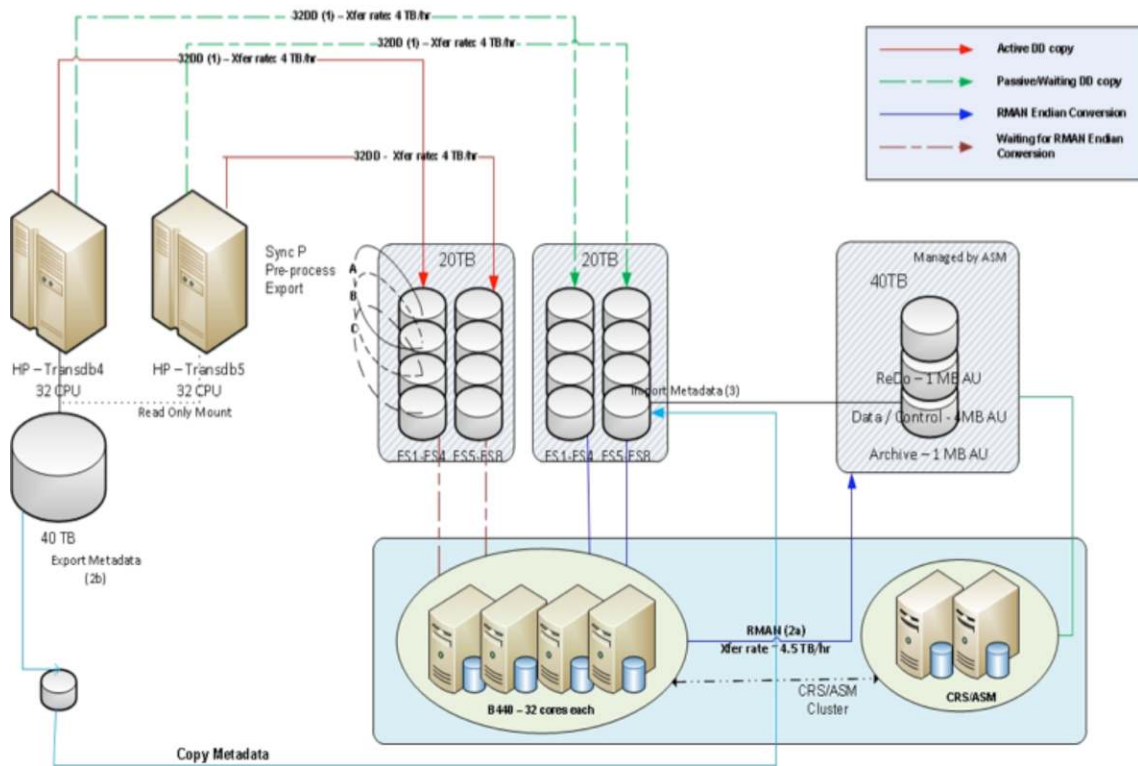 32DD (1) – Xfer rate: 4 TB/hr
32DD (1) – Xfer rate: 4 TB/hr
32DD (1) – Xfer rate: 4 TB/hr
32DD - Xfer rate: 4 TB/hr
Active DD copy
Passive/Waiting DD copy
RMAN Endian Conversion
Waiting for RMAN Endian
Conversion
Sync P
Pre-process
Export
A
B
20TB
20TB
Managed by ASM
40TB
HP – Transdb4
32 CPU
HP – Transdb5
32 CPU
Read Only Mount
Import Metadata (3)
ReDo – 1 MB AU
Data / Control - 4MB AU
Archive – 1 MB AU
FS1-FS4
FS5-FS8
FS1-FS4
FS5-FS8
40 TB
Export Metadata
(2b)
RMAN (2a)
Xfer rate ~ 4.5 TB/hr
CRS/ASM
Cluster
B440 – 32 cores each
CRS/ASM
Copy Metadata